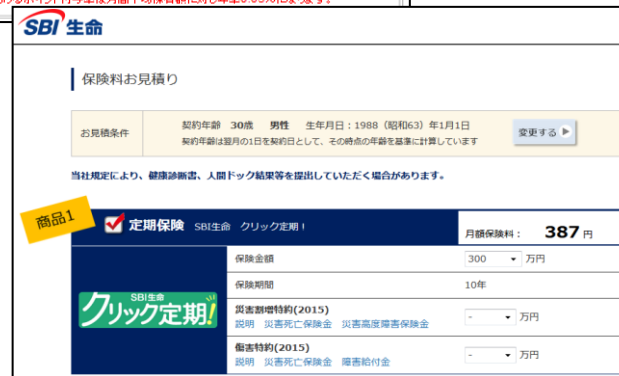 SBI 生命
保険料お見積り
お見積条件
契約年齢 30歳 男性 生年月日：1988（昭和63）年1月1日
契約年齢は翌月の1日を契約日として、その時点の年齢を基準に計算しています
変更する
当社規定により、健康診断書、人間ドック結果等を提出していただく場合があります。
商品1
定期保険 SBI生命 クリック定期！
月額保険料： 387 円
保険金額
300 万円
保険期間
10年
SBI生命
クリック定期!
災害割増特約(2015)
説明 災害死亡保険金 災害高度障害保険金
- 万円
傷害特約(2015)
説明 災害死亡保険金 障害給付金
- 万円